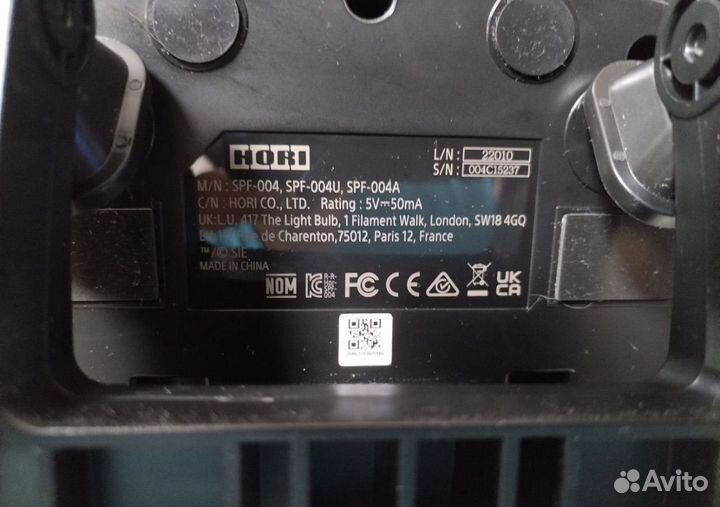 HORI
L/N : 22010
S/N : 004C15237
M/N : SPF-004, SPF-004U, SPF-004A
C/N : HORI CO., LTD. Rating : 5V⎓50mA
UK:L.U. 417 The Light Bulb, 1 Filament Walk, London, SW18 4GQ
de Charenton,75012, Paris 12, France
™/© SIE
MADE IN CHINA
NOM FC CE UK CA
Avito